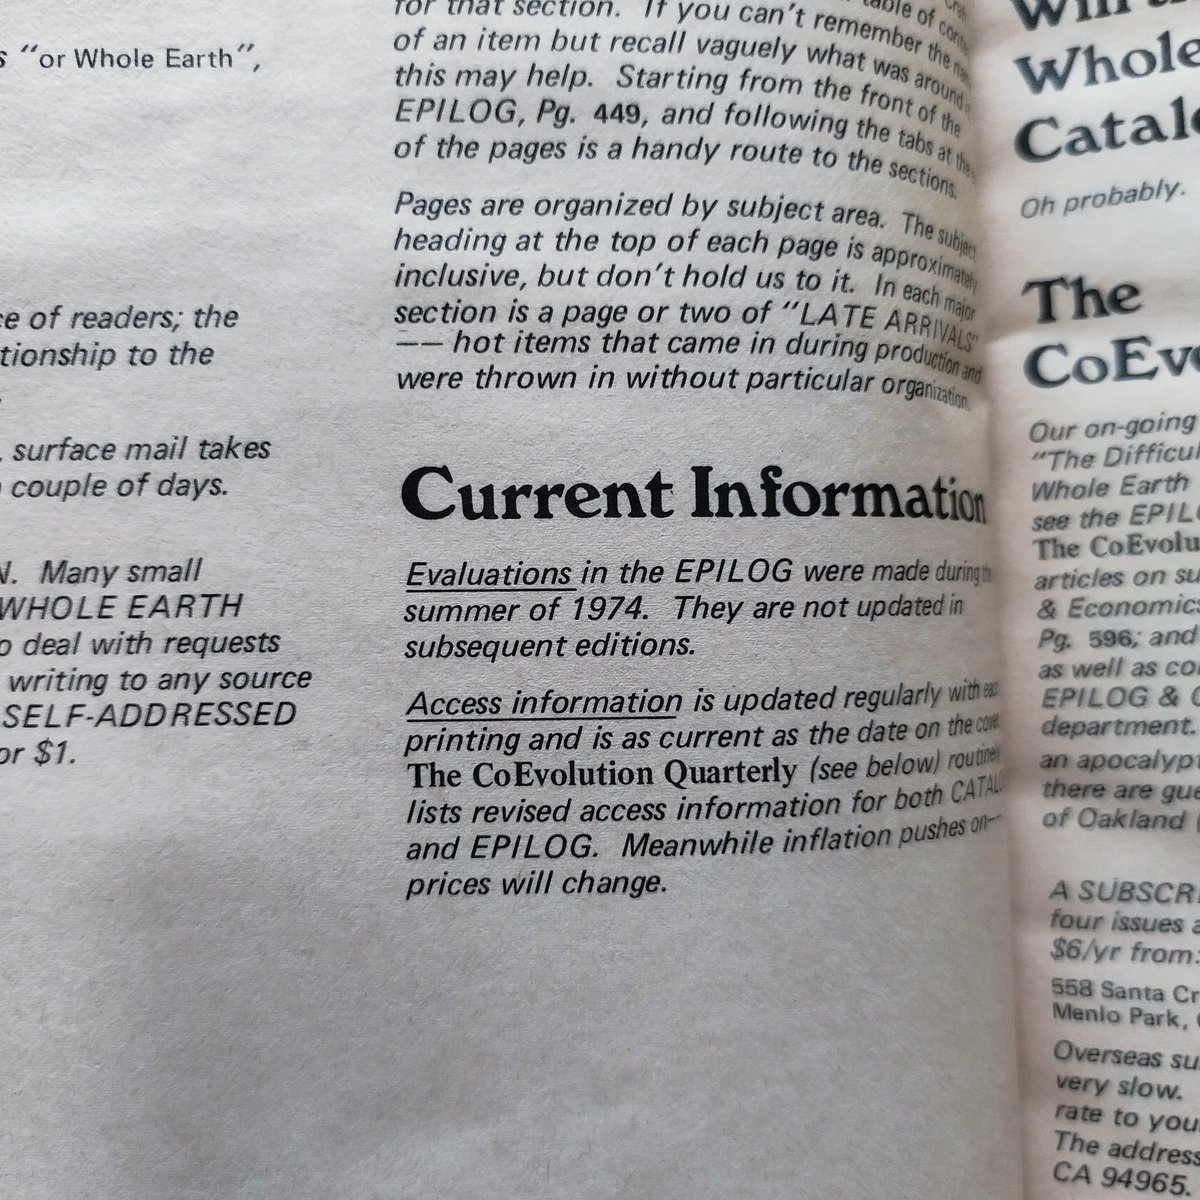 s "or Whole Earth",
ce of readers; the
tionship to the
, surface mail takes
couple of days.
N. Many small
WHOLE EARTH
o deal with requests
writing to any source
SELF-ADDRESSED
or $1.
for that section. If you can't remember the
of an item but recall vaguely what was around
this may help. Starting from the front of the
EPILOG, Pg. 449, and following the tabs at the
of the pages is a handy route to the sections.
Pages are organized by subject area. The subject
heading at the top of each page is approximately
inclusive, but don't hold us to it. In each major
section is a page or two of "LATE ARRIVALS"
—— hot items that came in during production and
were thrown in without particular organization.
Current Information
Evaluations in the EPILOG were made during the
summer of 1974. They are not updated in
subsequent editions.
Access information is updated regularly with each
printing and is as current as the date on the cover.
The CoEvolution Quarterly (see below) routinely
lists revised access information for both CATALO
and EPILOG. Meanwhile inflation pushes on—
prices will change.
Whole
Catalo
Oh probably.
The
CoEvo
Our on-going
"The Difficul
Whole Earth
see the EPILO
The CoEvolu
articles on su
& Economics
Pg. 596; and
as well as co
EPILOG & C
department.
an apocalypt
there are gue
of Oakland (
A SUBSCRI
four issues a
$6/yr from:
558 Santa Cr
Menlo Park, C
Overseas su
very slow.
rate to you
The address
CA 94965.